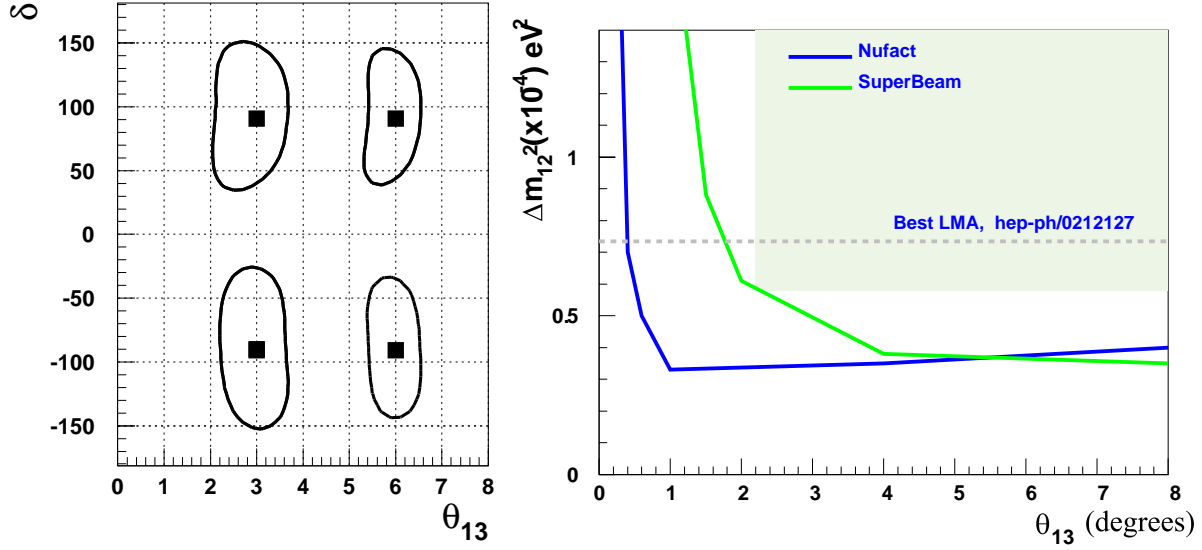 δ
150
100
50
0
-50
-100
-150
0 1 2 3 4 5 6 7 8
θ13
Δm12²(x10⁻⁴) eV²
1
0.5
0
Nufact
SuperBeam
Best LMA, hep-ph/0212127
0 1 2 3 4 5 6 7 8
θ13 (degrees)